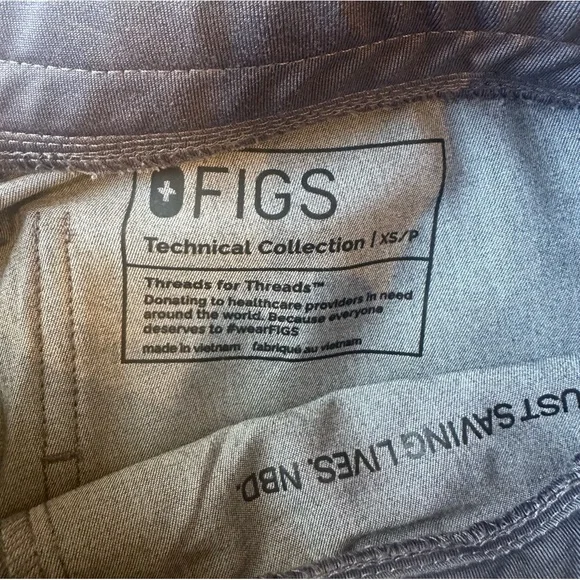 FIGS
Technical Collection | XS/P
Threads for Threads™
Donating to healthcare providers in need
around the world. Because everyone
deserves to #wearFIGS
made in vietnam fabriqué au vietnam
UST SAVING LIVES. NBD.